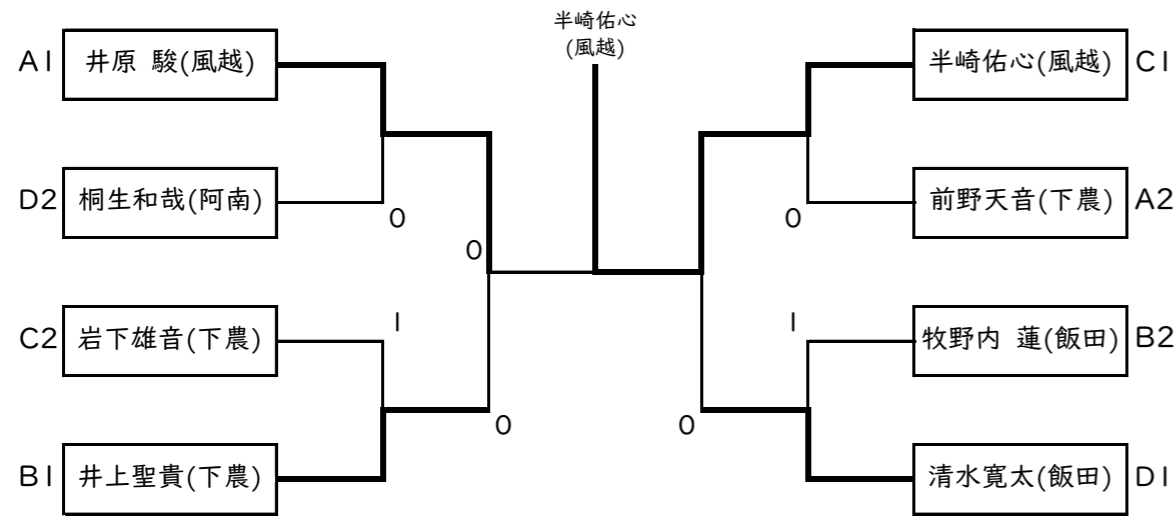 半崎佑心
(風越)
A1 井原 駿(風越)
半崎佑心(風越) C1
D2 桐生和哉(阿南)
前野天音(下農) A2
0
0
0
C2 岩下雄音(下農)
1
1
牧野内 蓮(飯田) B2
0
0
B1 井上聖貴(下農)
清水寛太(飯田) D1